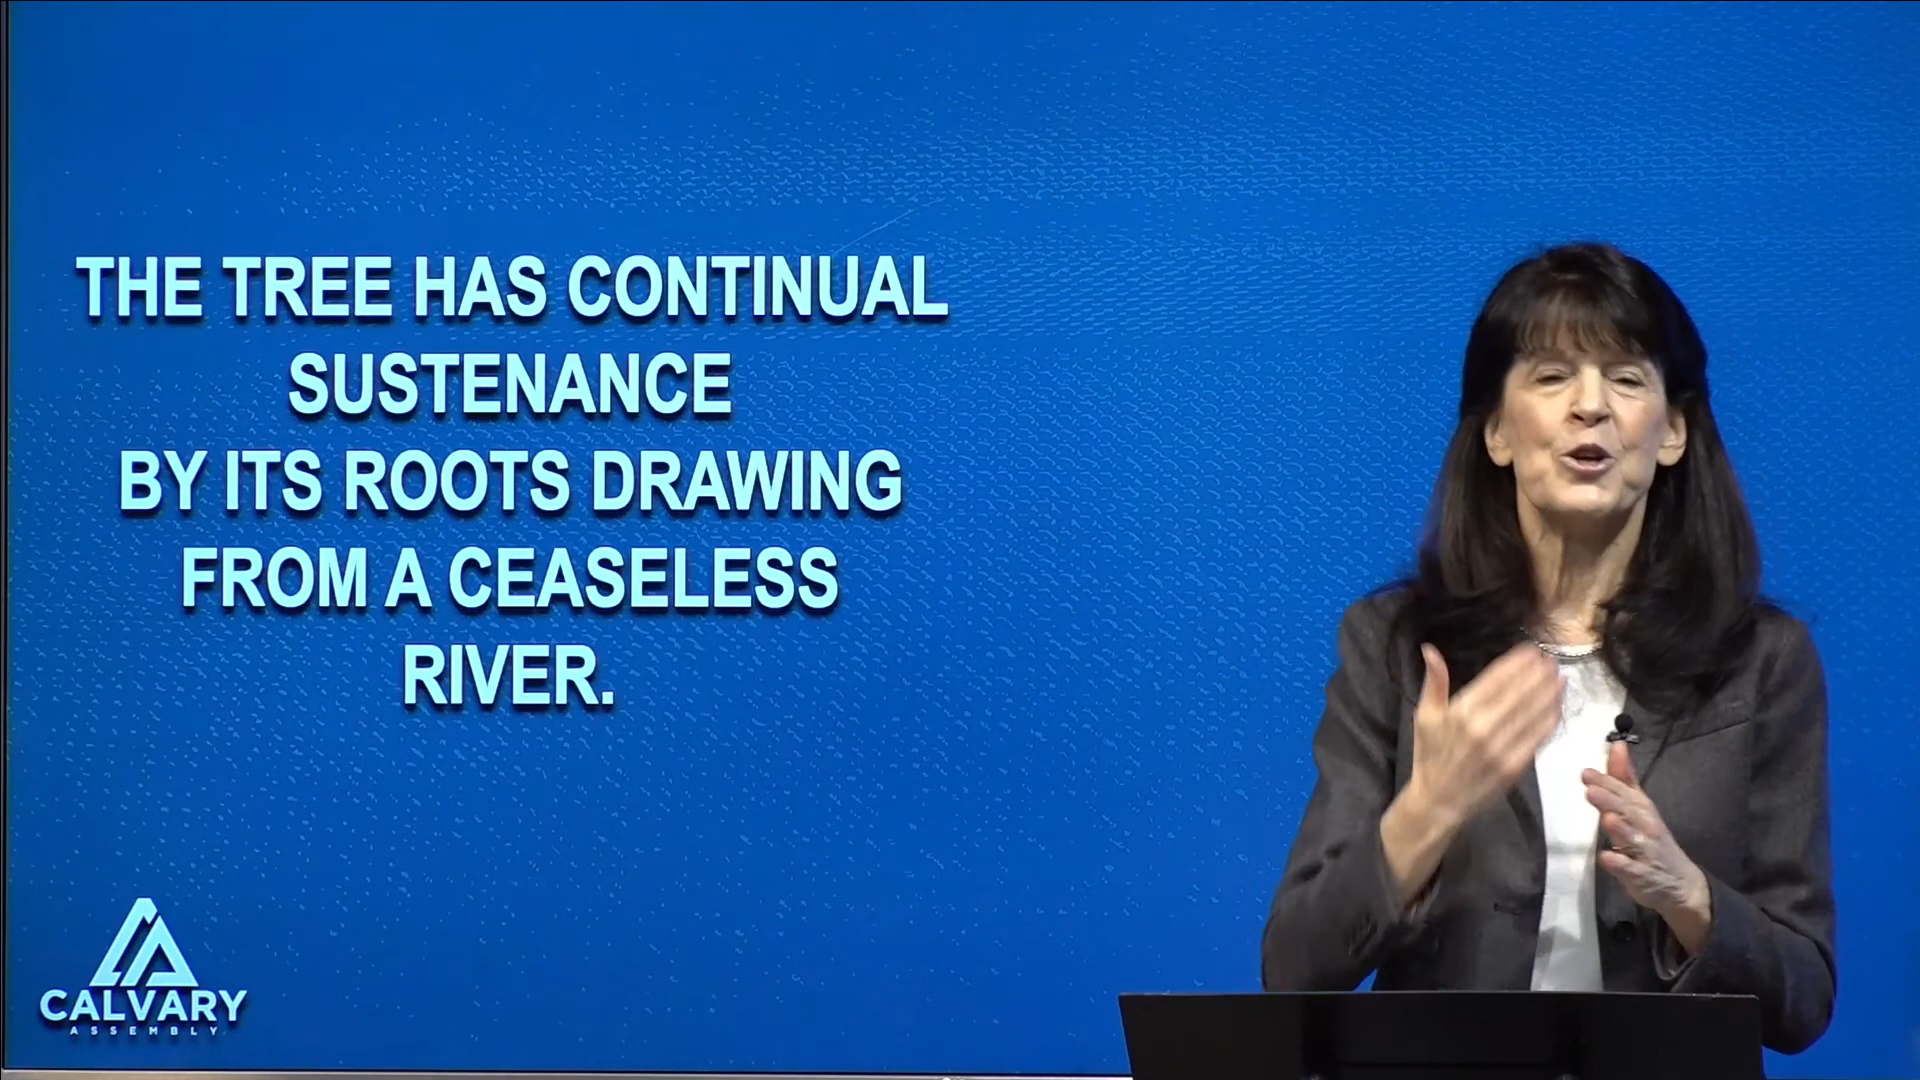 THE TREE HAS CONTINUAL
SUSTENANCE
BY ITS ROOTS DRAWING
FROM A CEASELESS
RIVER.
CALVARY
ASSEMBLY